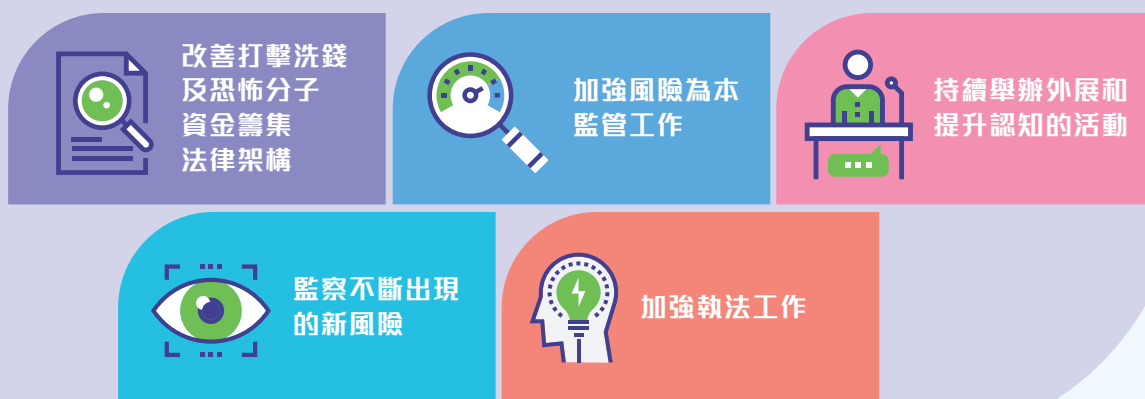 改善打擊洗錢
及恐怖分子
資金籌集
法律架構
加強風險為本
監管工作
持續舉辦外展和
提升認知的活動
監察不斷出現
的新風險
加強執法工作